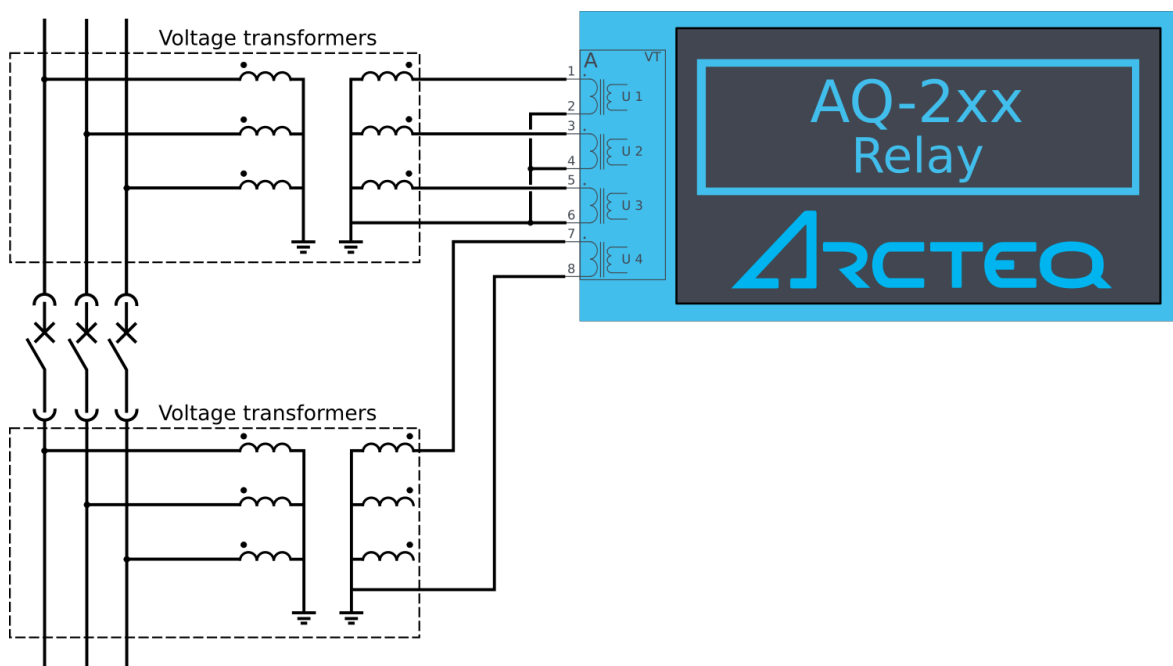 Voltage transformers
A
VT
1
U 1
2
3
U 2
4
5
U 3
6
7
U 4
8
AQ-2xx
Relay
ARCTEQ
Voltage transformers